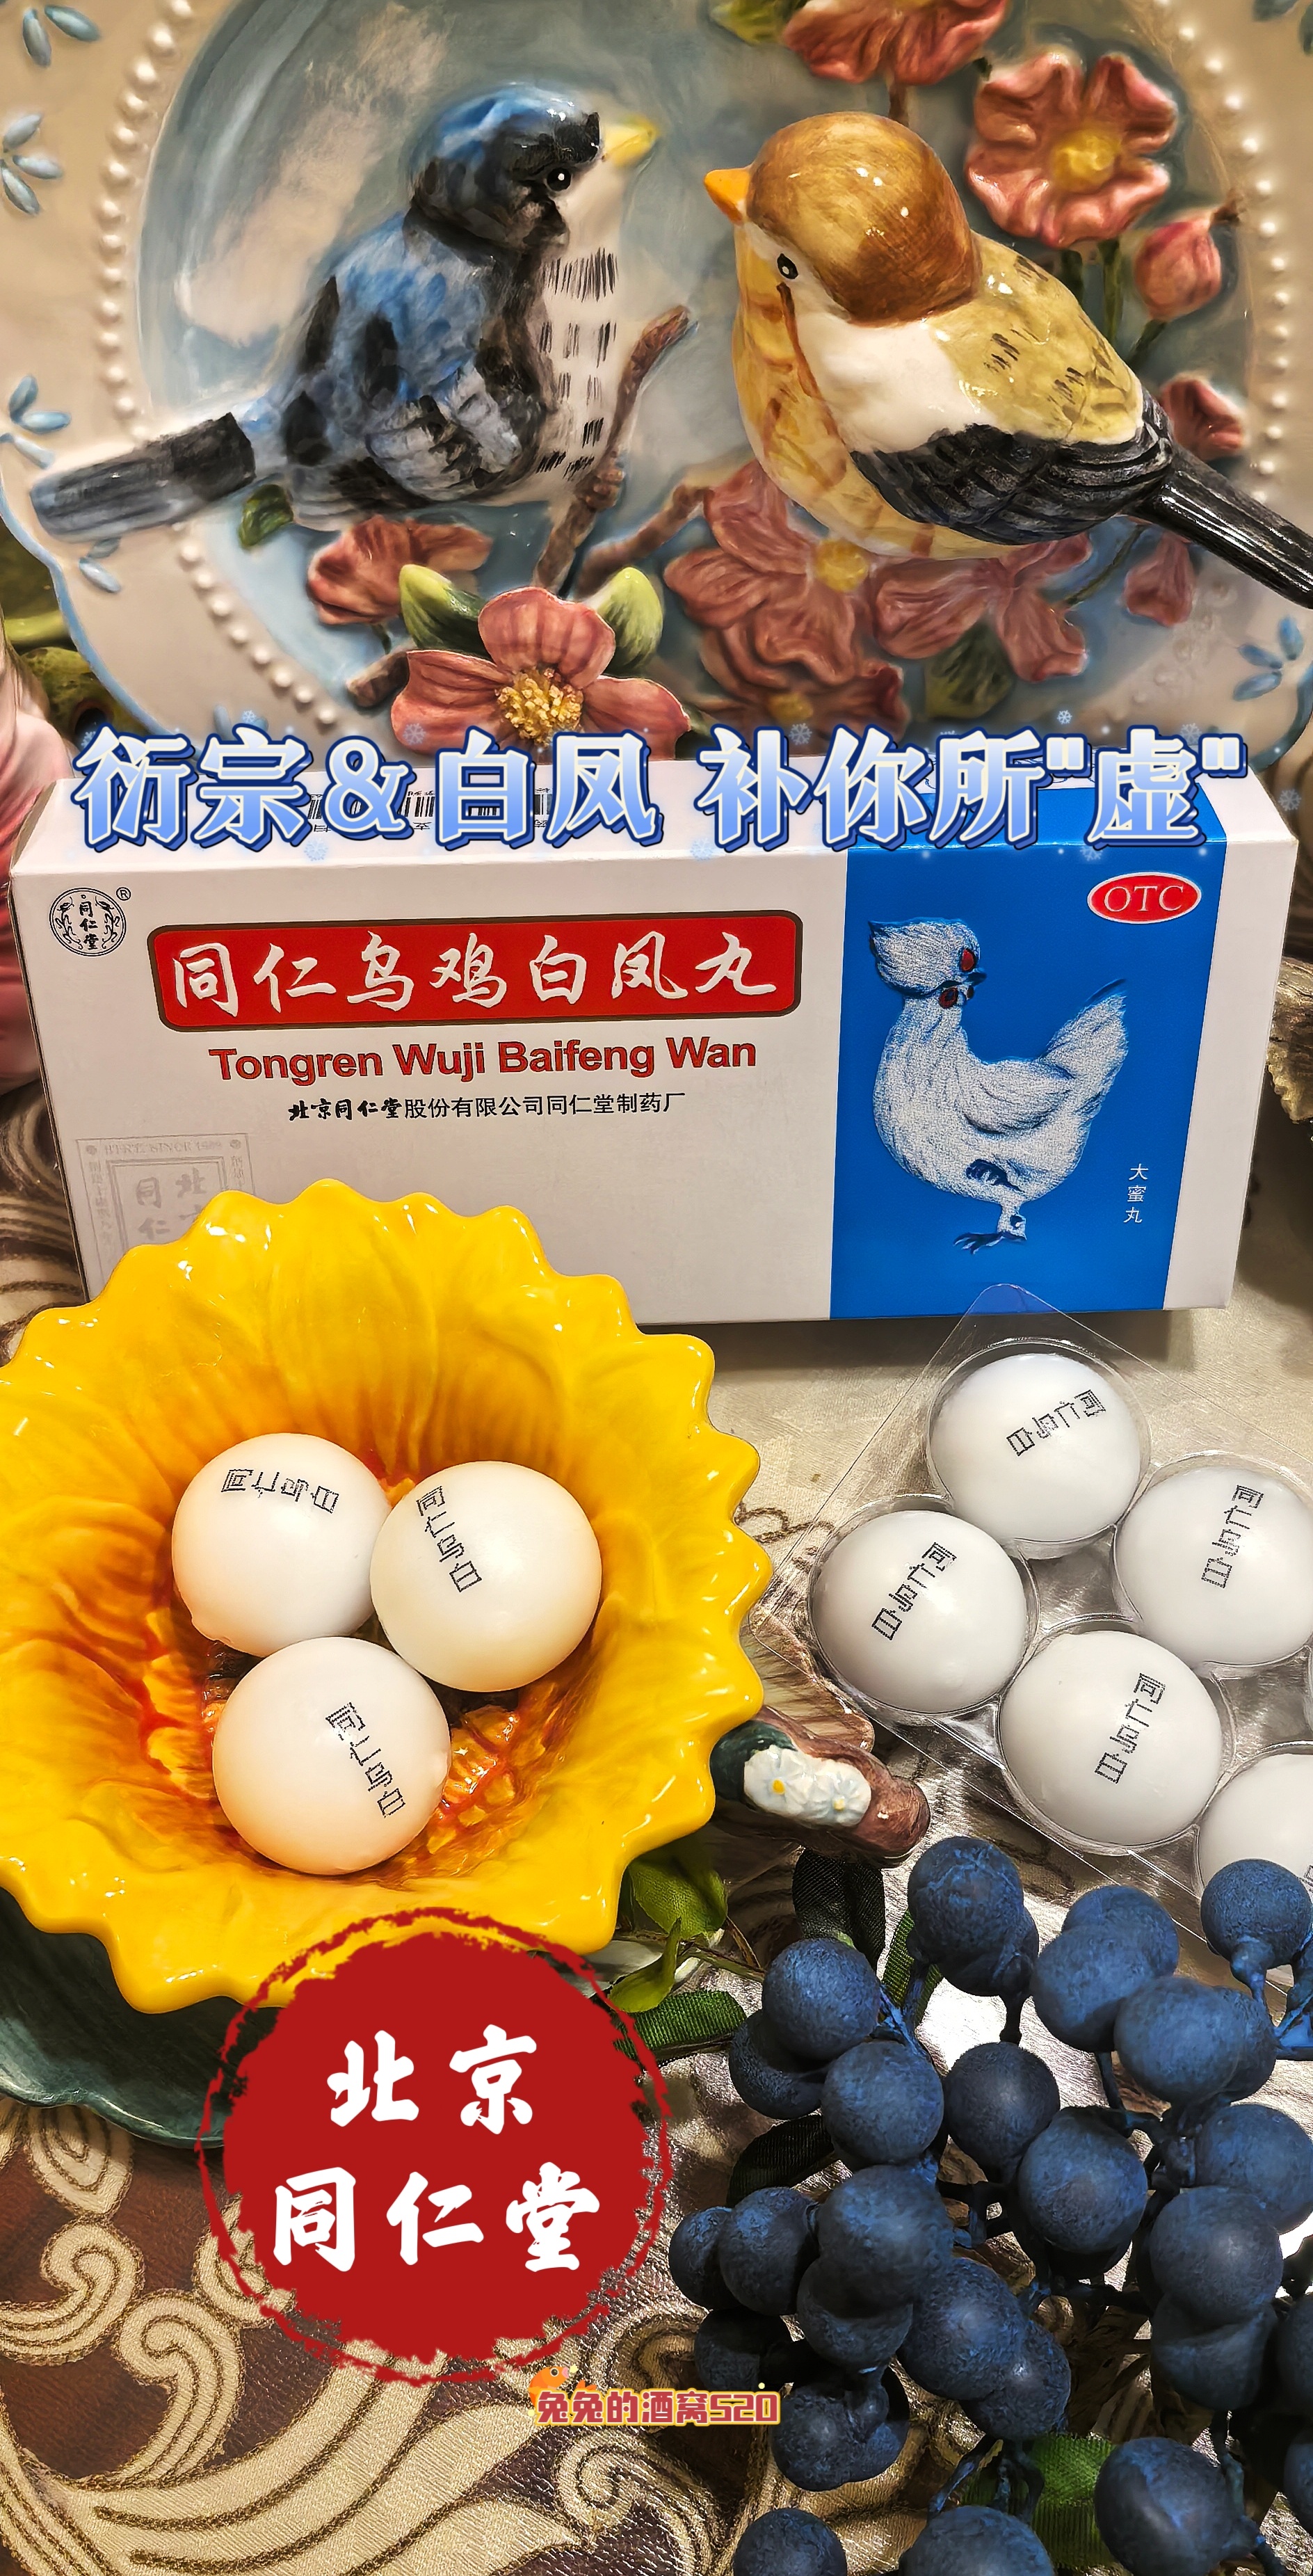 衍宗&白凤 补你所"虚"
同仁堂
®
同仁乌鸡白凤丸
OTC
Tongren Wuji Baifeng Wan
北京同仁堂股份有限公司同仁堂制药厂
大蜜丸
同仁乌白
同仁乌白
同仁乌白
同仁乌白
同仁乌白
同仁乌白
同仁乌白
北京
同仁堂
兔兔的酒窝520